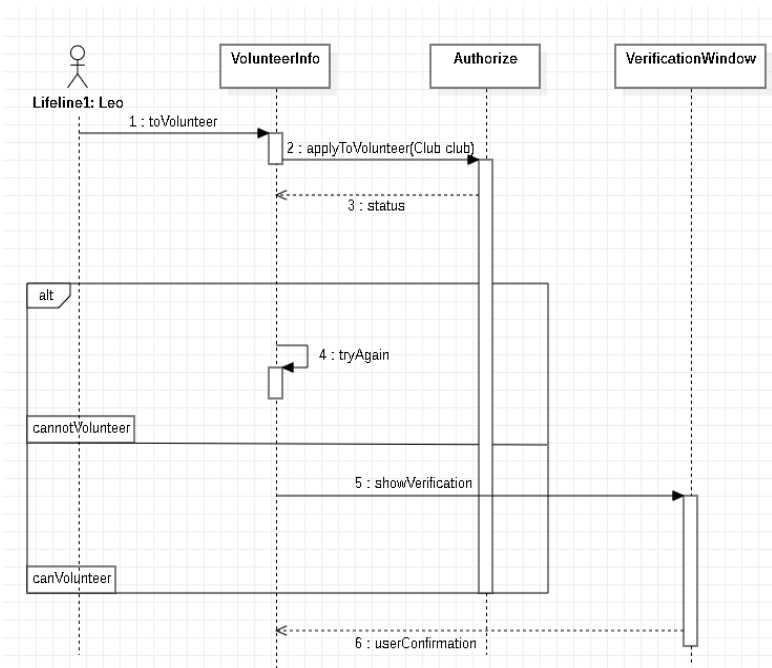 VolunteerInfo
Authorize
VerificationWindow
Lifeline1: Leo
1 : toVolunteer
2 : applyToVolunteer(Club club)
3 : status
alt
4 : tryAgain
cannotVolunteer
5 : showVerification
canVolunteer
6 : userConfirmation